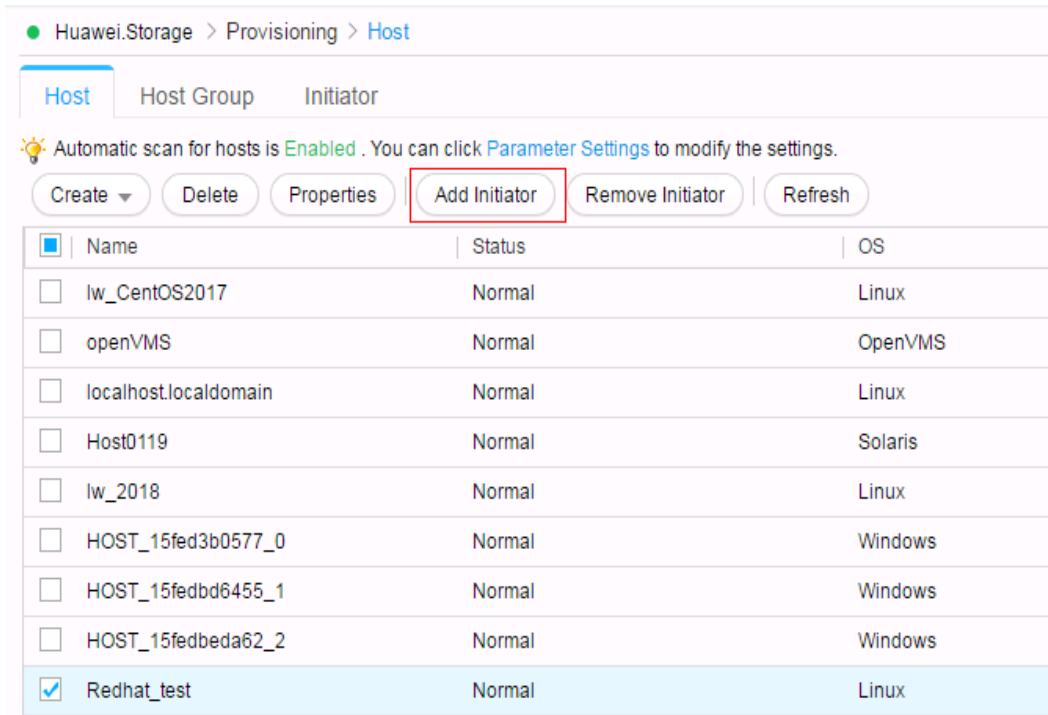 Huawei.Storage > Provisioning > Host
Host Host Group Initiator
Automatic scan for hosts is Enabled . You can click Parameter Settings to modify the settings.
Create Delete Properties Add Initiator Remove Initiator Refresh
Name Status OS
lw_CentOS2017 Normal Linux
openVMS Normal OpenVMS
localhost.localdomain Normal Linux
Host0119 Normal Solaris
lw_2018 Normal Linux
HOST_15fed3b0577_0 Normal Windows
HOST_15fedbd6455_1 Normal Windows
HOST_15fedbeda62_2 Normal Windows
Redhat_test Normal Linux